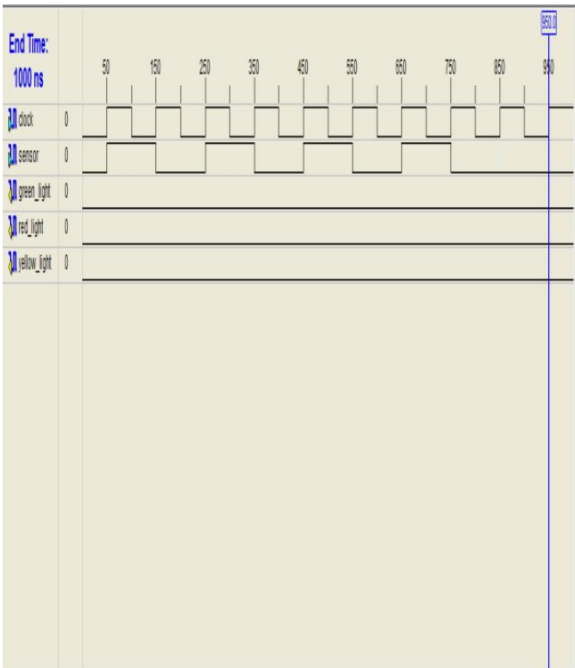 950.0
End Time:
1000 ns
50 150 250 350 450 550 650 750 850 950
clock 0
sensor 0
green_light 0
red_light 0
yellow_light 0